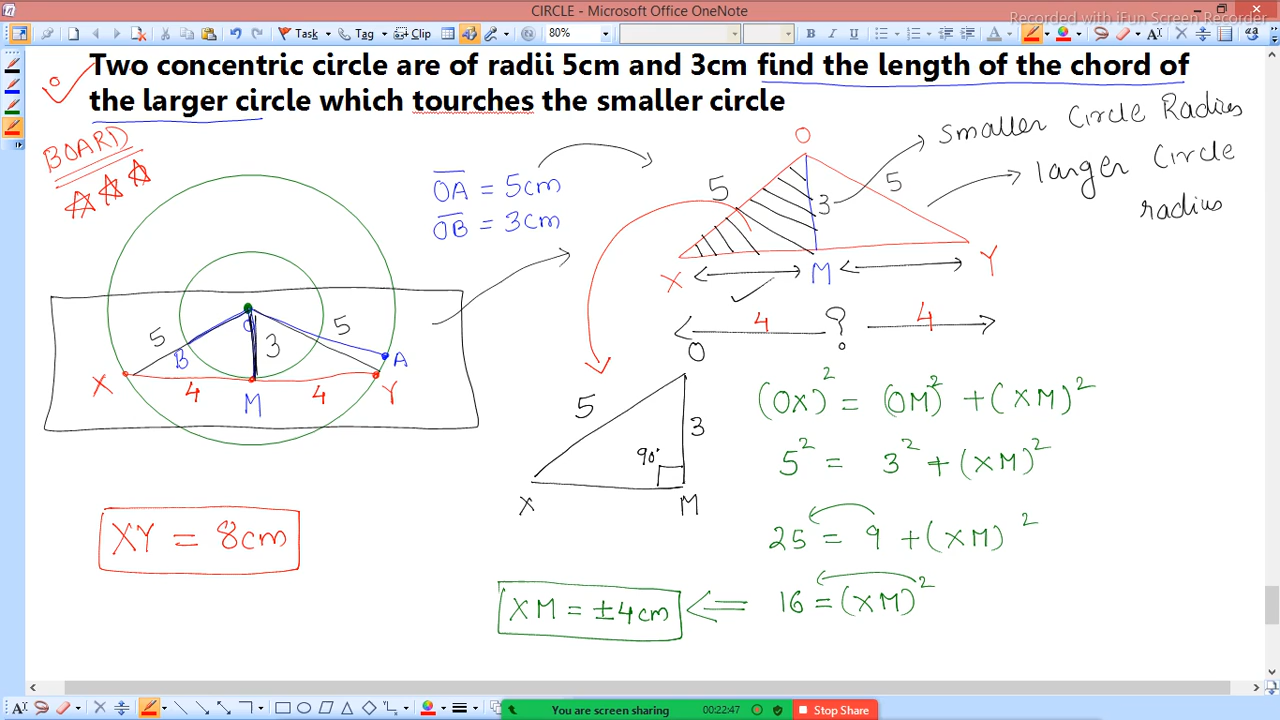 CIRCLE - Microsoft Office OneNote
Recorded with iFun Screen Recorder
Task
Tag
Clip
80%
B I U
Two concentric circle are of radii 5cm and 3cm find the length of the chord of
the larger circle which tourches the smaller circle
BOARD
OA = 5cm
OB = 3cm
O
5
3
5
X
M
Y
smaller Circle Radius
larger Circle
radius
4
?
4
5
B
3
5
A
X
4
M
4
Y
O
5
3
90°
X
M
(OX)² = (OM)² + (XM)²
5² = 3² + (XM)²
25 = 9 + (XM)²
16 = (XM)²
XM = ±4cm
XY = 8cm
You are screen sharing
00:22:47
Stop Share